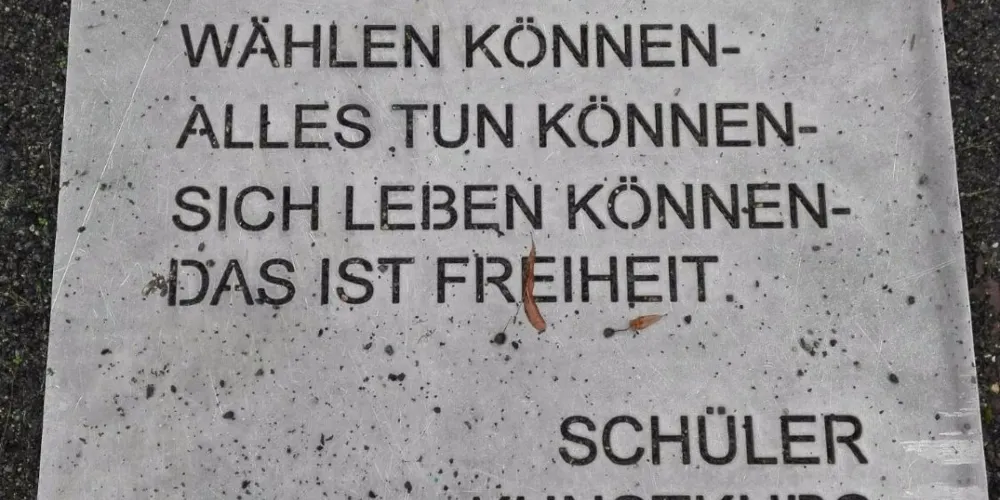 WÄHLEN KÖNNEN-
ALLES TUN KÖNNEN-
SICH LEBEN KÖNNEN-
DAS IST FREIHEIT.
SCHÜLER